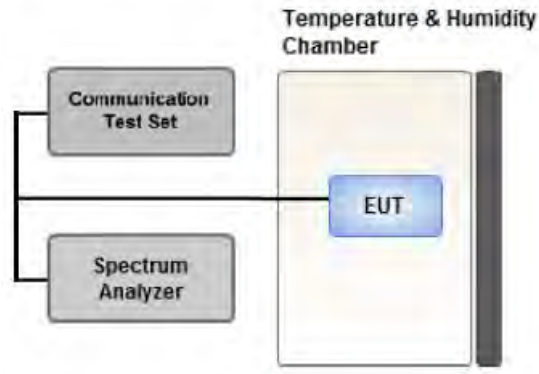 Temperature & Humidity
Chamber
Communication
Test Set
EUT
Spectrum
Analyzer